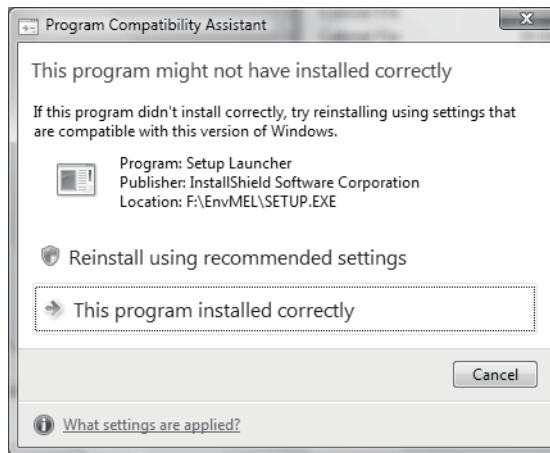 Program Compatibility Assistant
This program might not have installed correctly
If this program didn't install correctly, try reinstalling using settings that
are compatible with this version of Windows.
Program: Setup Launcher
Publisher: InstallShield Software Corporation
Location: F:\EnvMEL\SETUP.EXE
Reinstall using recommended settings
This program installed correctly
Cancel
What settings are applied?